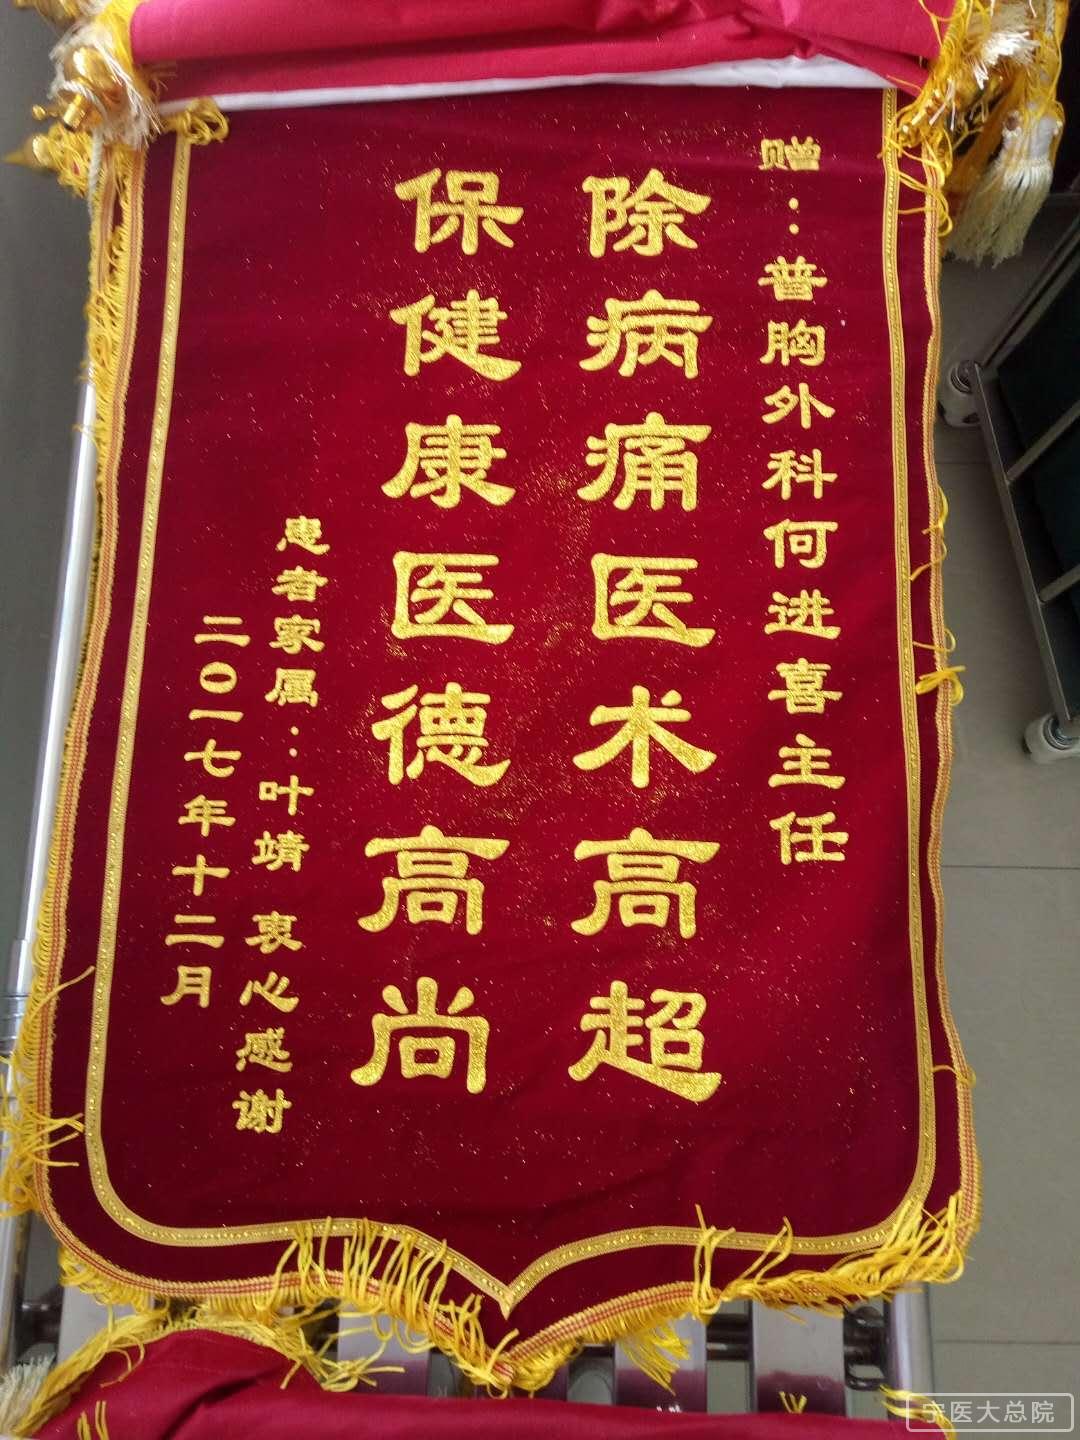 赠：普胸外科何进喜主任
除病痛医术高超
保健康医德高尚
患者家属：叶靖 衷心感谢
二〇一七年十二月
宁医大总院